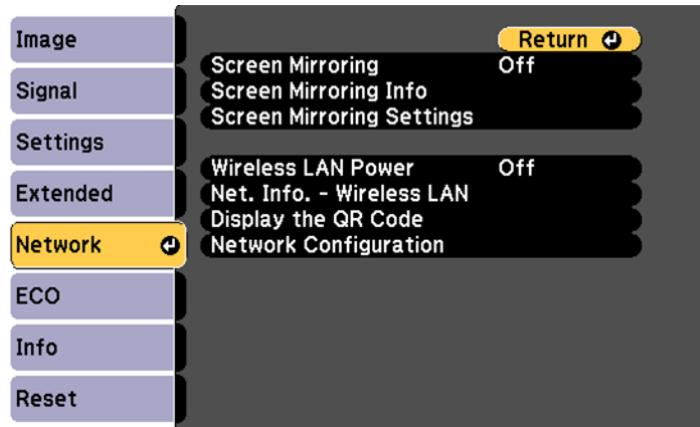 Image
Signal
Settings
Extended
Network
ECO
Info
Reset
Return
Screen Mirroring Off
Screen Mirroring Info
Screen Mirroring Settings
Wireless LAN Power Off
Net. Info. - Wireless LAN
Display the QR Code
Network Configuration